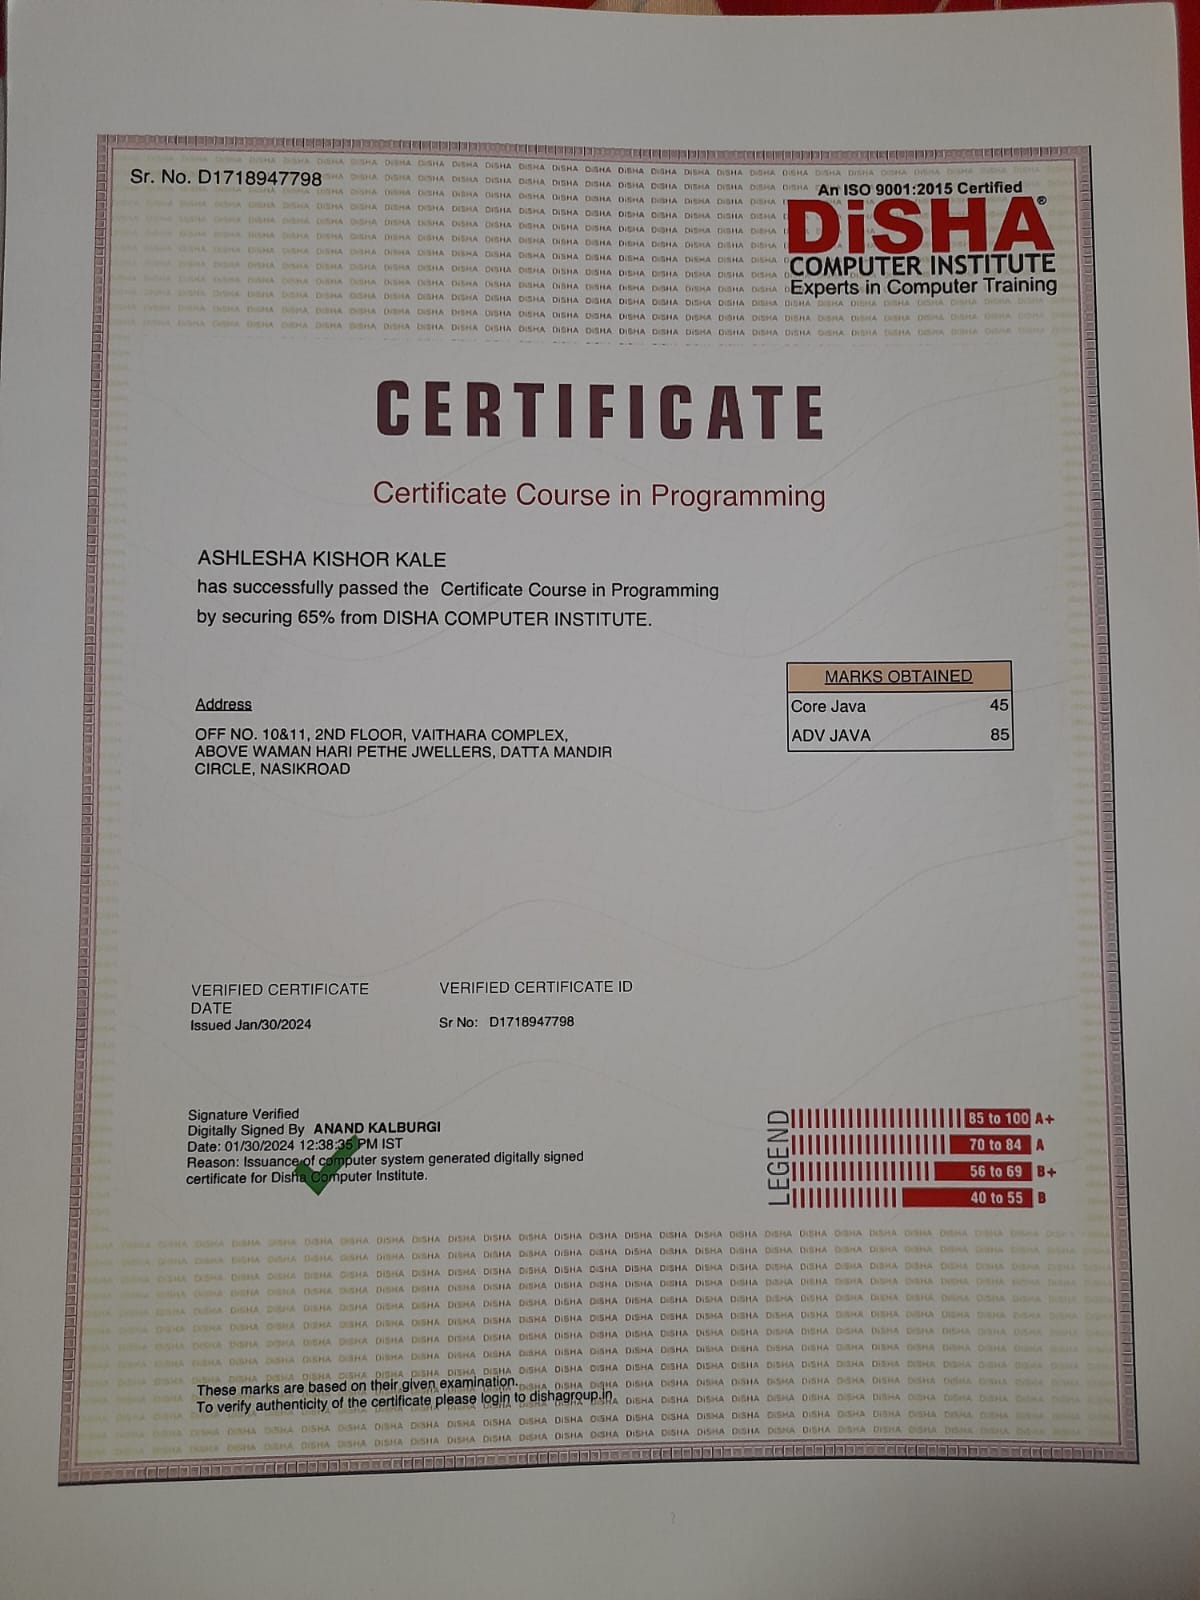 Sr. No. D1718947798
An ISO 9001:2015 Certified
DiSHA®
COMPUTER INSTITUTE
Experts in Computer Training
CERTIFICATE
Certificate Course in Programming
ASHLESHA KISHOR KALE
has successfully passed the Certificate Course in Programming
by securing 65% from DISHA COMPUTER INSTITUTE.
MARKS OBTAINED
Core Java 45
ADV JAVA 85
Address
OFF NO. 10&11, 2ND FLOOR, VAITHARA COMPLEX,
ABOVE WAMAN HARI PETHE JWELLERS, DATTA MANDIR
CIRCLE, NASIKROAD
VERIFIED CERTIFICATE
DATE
Issued Jan/30/2024
VERIFIED CERTIFICATE ID
Sr No: D1718947798
Signature Verified
Digitally Signed By ANAND KALBURGI
Date: 01/30/2024 12:38:35 PM IST
Reason: Issuance of computer system generated digitally signed
certificate for Disha Computer Institute.
LEGEND
85 to 100 A+
70 to 84 A
56 to 69 B+
40 to 55 B
These marks are based on their given examination.
To verify authenticity of the certificate please login to dishagroup.in